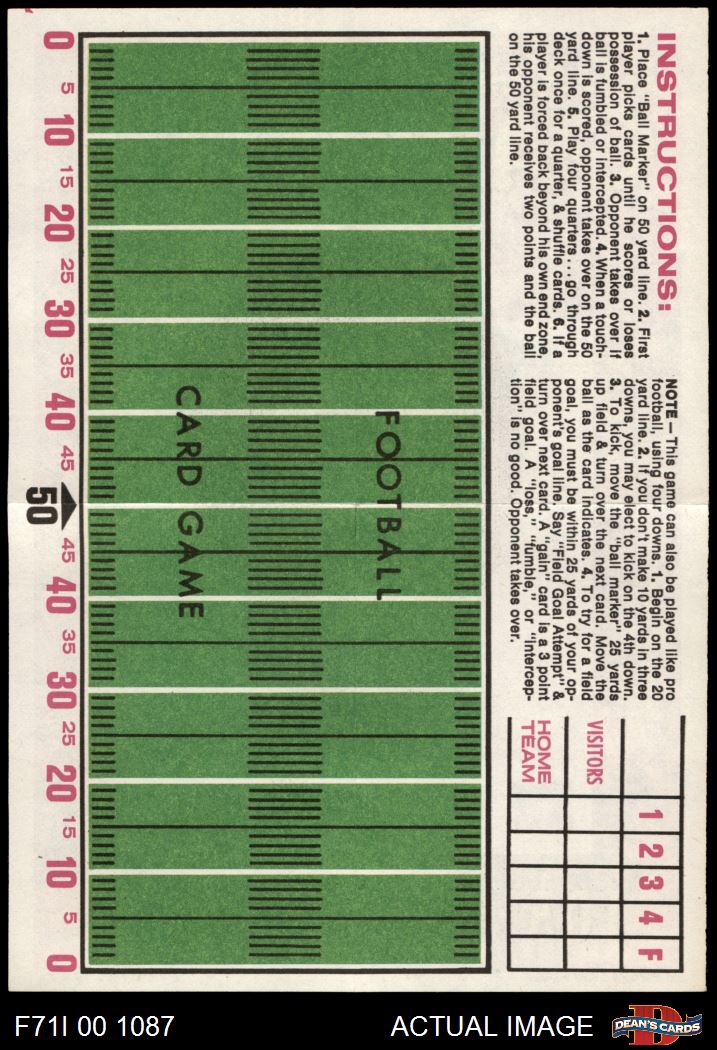 INSTRUCTIONS:
1. Place "Ball Marker" on 50 yard line. 2. First
player picks cards until he scores or loses
possession of ball. 3. Opponent takes over if
ball is fumbled or intercepted. 4. When a touch-
down is scored, opponent takes over on the 50
yard line. 5. Play four quarters...go through
deck once for a quarter, & shuffle cards. 6. If a
player is forced back beyond his own end zone,
his opponent receives two points and the ball
on the 50 yard line.
NOTE — This game can also be played like pro
football, using four downs. 1. Begin on the 20
yard line. 2. If you don't make 10 yards in three
downs, you may elect to kick on the 4th down.
3. To kick, move the "ball marker" 25 yards
up field & turn over the next card. Move the
ball as the card indicates. 4. To try for a field
goal, you must be within 25 yards of your op-
ponent's goal line. Say "Field Goal Attempt" &
turn over next card. A "gain" card is a 3 point
field goal. A "loss," "fumble," or "intercep-
tion" is no good. Opponent takes over.
1 2 3 4 F
VISITORS
HOME
TEAM
FOOTBALL
CARD GAME
0 5 10 15 20 25 30 35 40 45 50 45 40 35 30 25 20 15 10 5 0
F71I 00 1087
ACTUAL IMAGE
D
DEAN'S CARDS